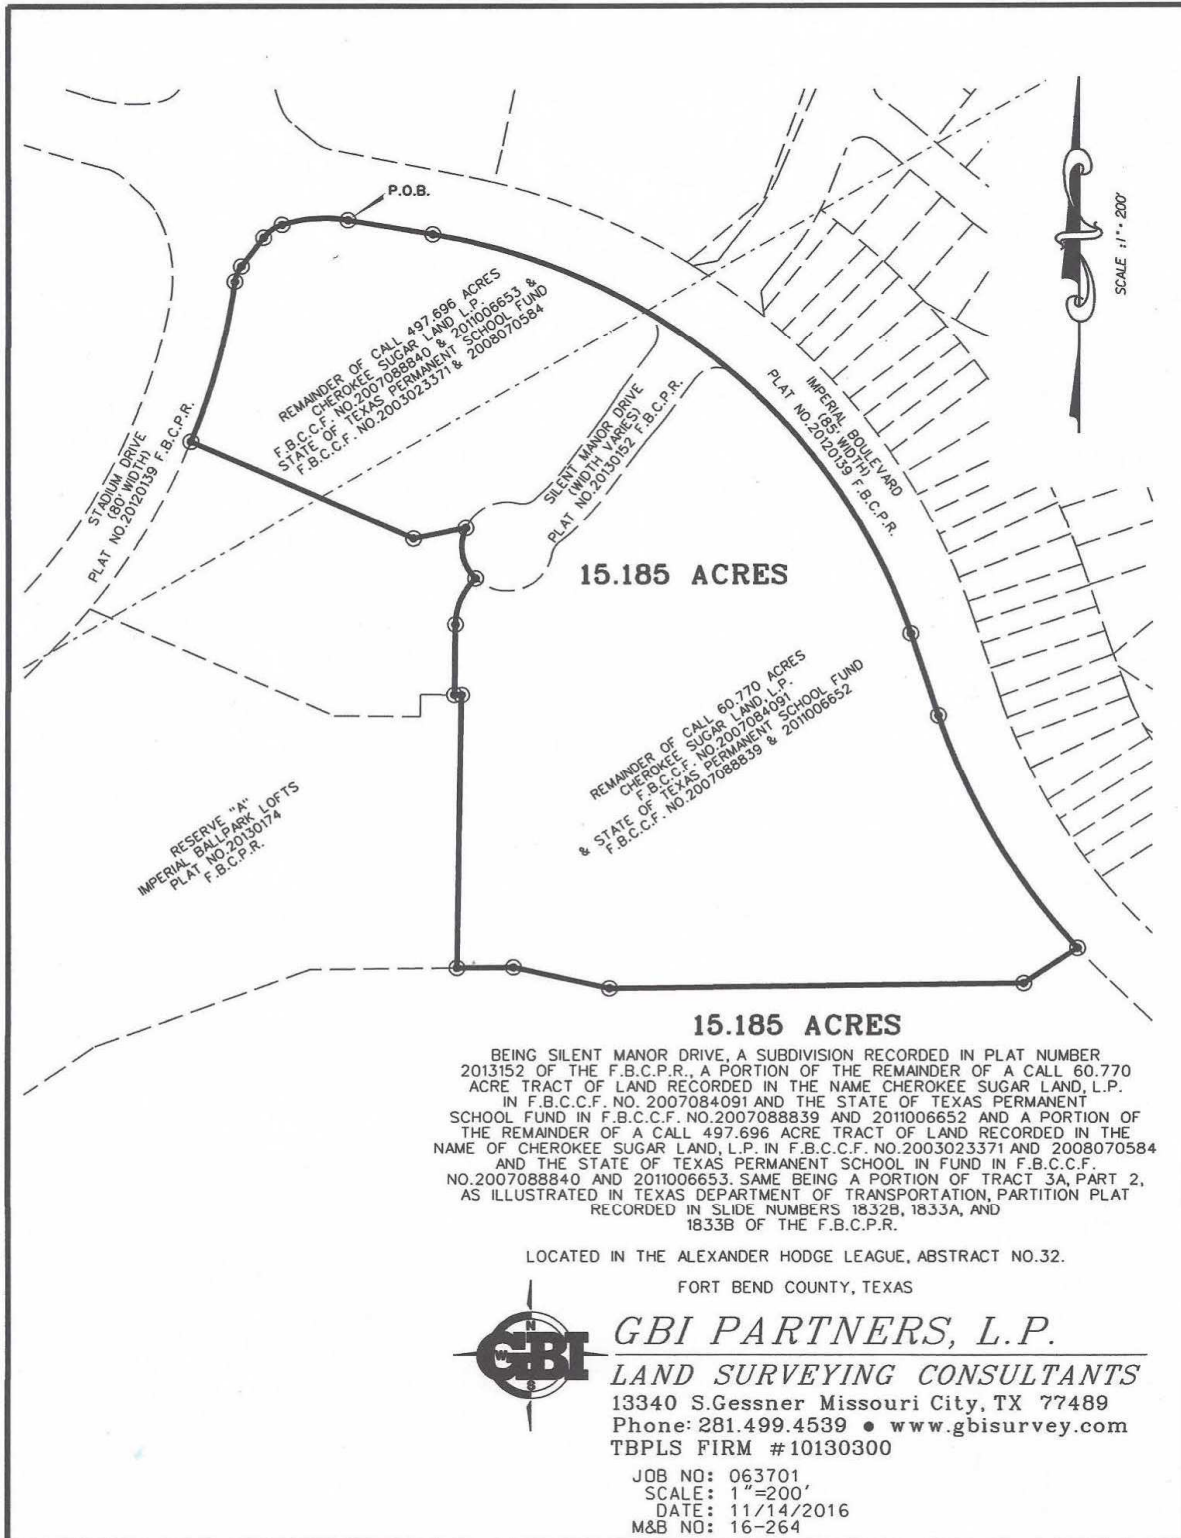 P.O.B.
SCALE : 1" = 200'
REMAINDER OF CALL 497.696 ACRES
CHEROKEE SUGAR LAND L.P.
F.B.C.C.F. NO.2007088840 & 2011006653 &
STATE OF TEXAS PERMANENT SCHOOL FUND
F.B.C.C.F. NO.2003023371 & 2008070584
STADIUM DRIVE
(80' WIDTH)
PLAT NO.20120139 F.B.C.P.R.
SILENT MANOR DRIVE
(WIDTH VARIES)
PLAT NO.20130152 F.B.C.P.R.
IMPERIAL BOULEVARD
(85' WIDTH)
PLAT NO.20120139 F.B.C.P.R.
15.185 ACRES
REMAINDER OF CALL 60.770 ACRES
CHEROKEE SUGAR LAND, L.P.
F.B.C.C.F. NO.2007084091
& STATE OF TEXAS PERMANENT SCHOOL FUND
F.B.C.C.F. NO.2007088839 & 2011006652
RESERVE "A"
IMPERIAL BALLPARK LOFTS
PLAT NO.20130174
F.B.C.P.R.
15.185 ACRES
BEING SILENT MANOR DRIVE, A SUBDIVISION RECORDED IN PLAT NUMBER
2013152 OF THE F.B.C.P.R., A PORTION OF THE REMAINDER OF A CALL 60.770
ACRE TRACT OF LAND RECORDED IN THE NAME CHEROKEE SUGAR LAND, L.P.
IN F.B.C.C.F. NO. 2007084091 AND THE STATE OF TEXAS PERMANENT
SCHOOL FUND IN F.B.C.C.F. NO.2007088839 AND 2011006652 AND A PORTION OF
THE REMAINDER OF A CALL 497.696 ACRE TRACT OF LAND RECORDED IN THE
NAME OF CHEROKEE SUGAR LAND, L.P. IN F.B.C.C.F. NO.2003023371 AND 2008070584
AND THE STATE OF TEXAS PERMANENT SCHOOL IN FUND IN F.B.C.C.F.
NO.2007088840 AND 2011006653. SAME BEING A PORTION OF TRACT 3A, PART 2,
AS ILLUSTRATED IN TEXAS DEPARTMENT OF TRANSPORTATION, PARTITION PLAT
RECORDED IN SLIDE NUMBERS 1832B, 1833A, AND
1833B OF THE F.B.C.P.R.
LOCATED IN THE ALEXANDER HODGE LEAGUE, ABSTRACT NO.32.
FORT BEND COUNTY, TEXAS
N
W
GBI
S
GBI PARTNERS, L.P.
LAND SURVEYING CONSULTANTS
13340 S.Gessner Missouri City, TX 77489
Phone: 281.499.4539 • www.gbisurvey.com
TBPLS FIRM #10130300
JOB NO: 063701
SCALE: 1"=200'
DATE: 11/14/2016
M&B NO: 16-264